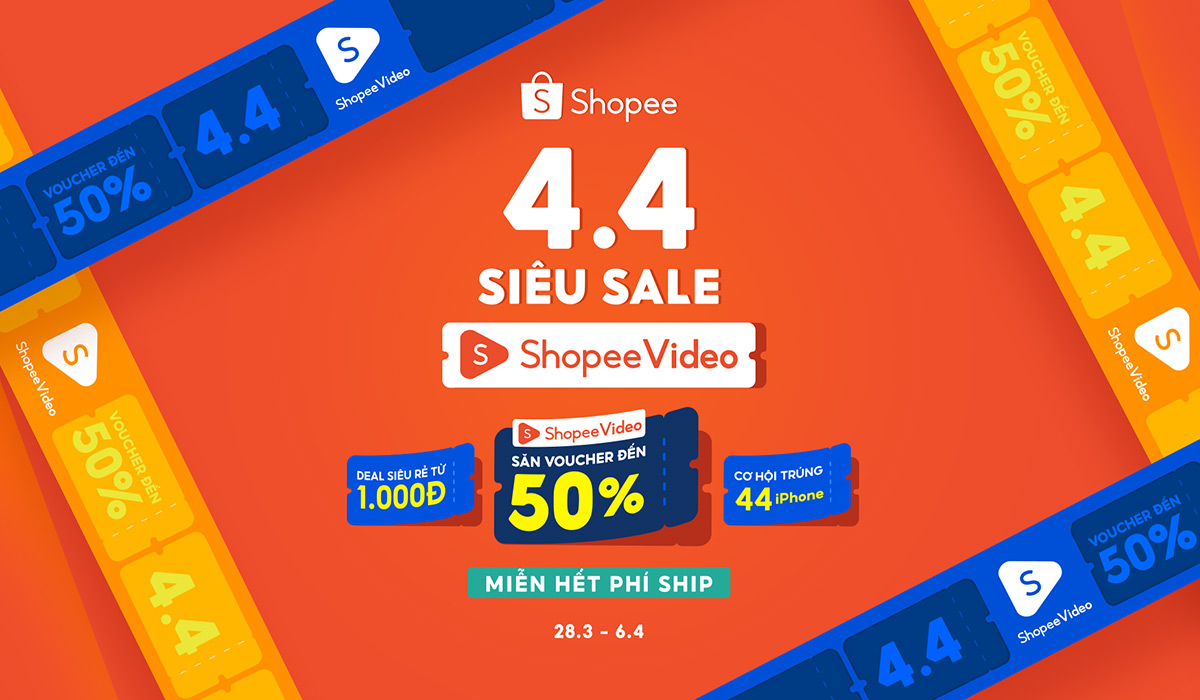 Shopee
4.4
SIÊU SALE
ShopeeVideo
ShopeeVideo
SĂN VOUCHER ĐẾN
50%
DEAL SIÊU RẺ TỪ
1.000Đ
CƠ HỘI TRÚNG
44 iPhone
MIỄN HẾT PHÍ SHIP
28.3 - 6.4
VOUCHER ĐẾN
50%
4.4
ShopeeVideo
VOUCHER ĐẾN
50%
4.4
ShopeeVideo
ShopeeVideo
VOUCHER ĐẾN
50%
4.4
4.4
ShopeeVideo
VOUCHER ĐẾN
50%